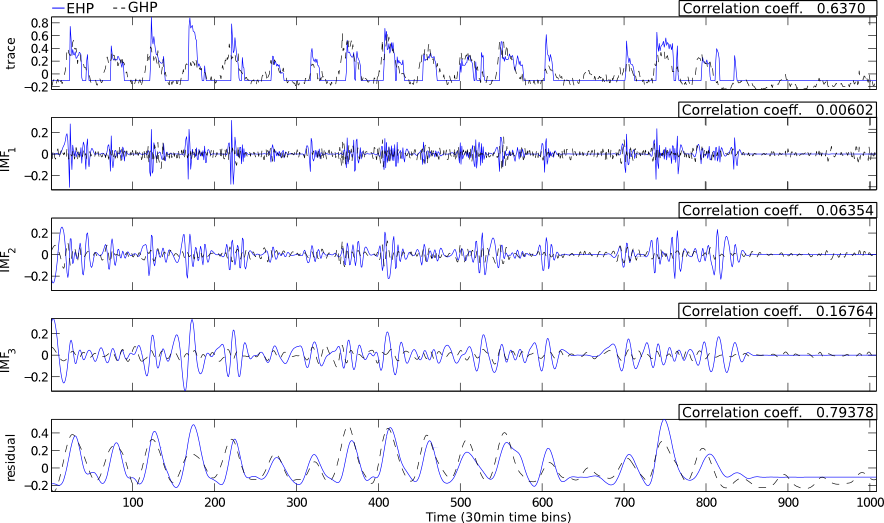 EHP GHP
Correlation coeff. 0.6370
trace
0.8
0.6
0.4
0.2
0
−0.2
Correlation coeff. 0.00602
IMF1
0.2
0
−0.2
Correlation coeff. 0.06354
IMF2
0.2
0
−0.2
Correlation coeff. 0.16764
IMF3
0.2
0
−0.2
Correlation coeff. 0.79378
residual
0.4
0.2
0
−0.2
100 200 300 400 500 600 700 800 900 1000
Time (30min time bins)